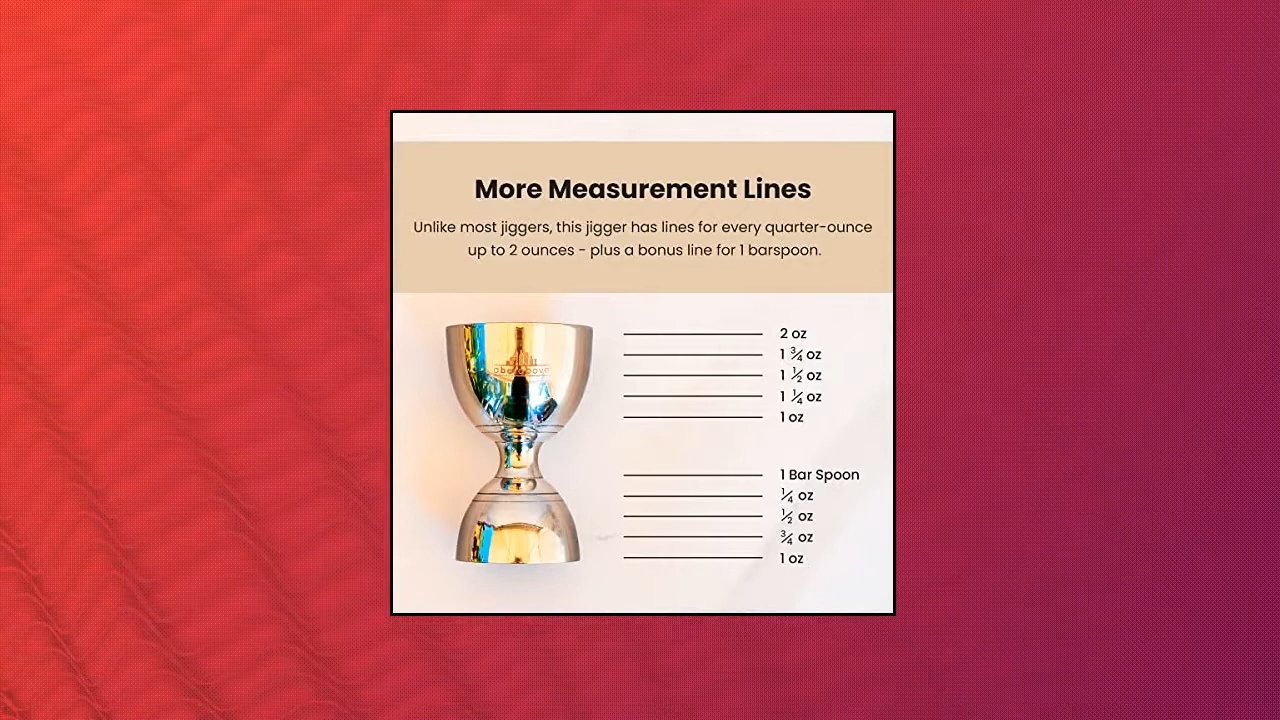 More Measurement Lines
Unlike most jiggers, this jigger has lines for every quarter-ounce
up to 2 ounces - plus a bonus line for 1 barspoon.
2 oz
1 ¾ oz
1 ½ oz
1 ¼ oz
1 oz
1 Bar Spoon
¼ oz
½ oz
¾ oz
1 oz